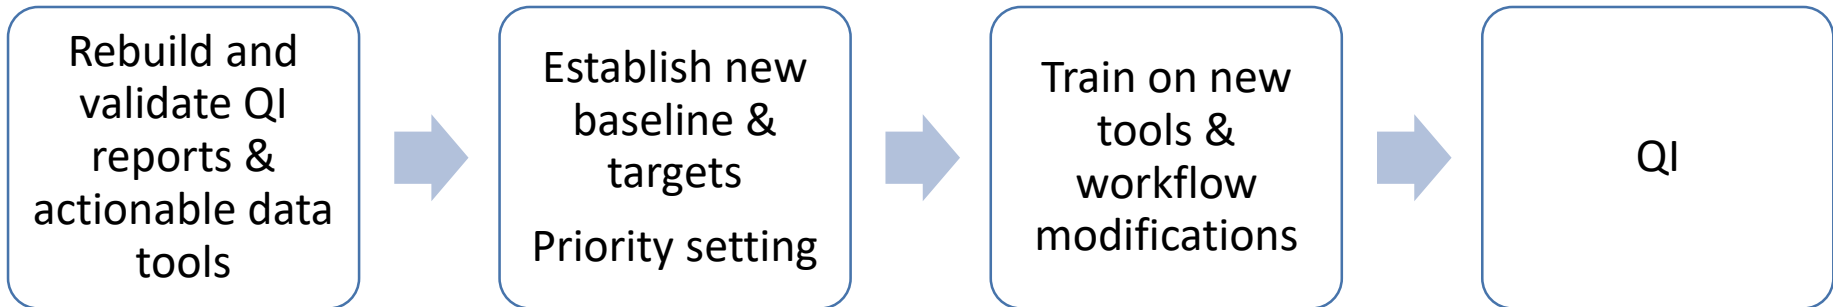 Rebuild and
validate QI
reports &
actionable data
tools
Establish new
baseline &
targets
Priority setting
Train on new
tools &
workflow
modifications
QI